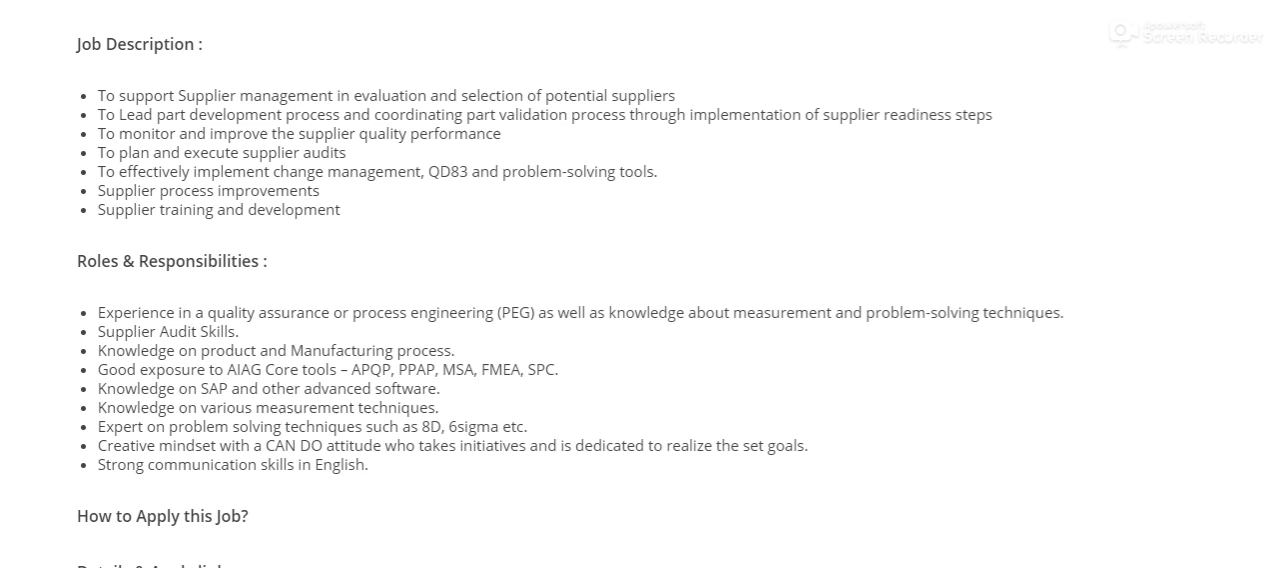 Apowersoft
Screen Recorder
Job Description :
To support Supplier management in evaluation and selection of potential suppliers
To Lead part development process and coordinating part validation process through implementation of supplier readiness steps
To monitor and improve the supplier quality performance
To plan and execute supplier audits
To effectively implement change management, QD83 and problem-solving tools.
Supplier process improvements
Supplier training and development
Roles & Responsibilities :
Experience in a quality assurance or process engineering (PEG) as well as knowledge about measurement and problem-solving techniques.
Supplier Audit Skills.
Knowledge on product and Manufacturing process.
Good exposure to AIAG Core tools – APQP, PPAP, MSA, FMEA, SPC.
Knowledge on SAP and other advanced software.
Knowledge on various measurement techniques.
Expert on problem solving techniques such as 8D, 6sigma etc.
Creative mindset with a CAN DO attitude who takes initiatives and is dedicated to realize the set goals.
Strong communication skills in English.
How to Apply this Job?